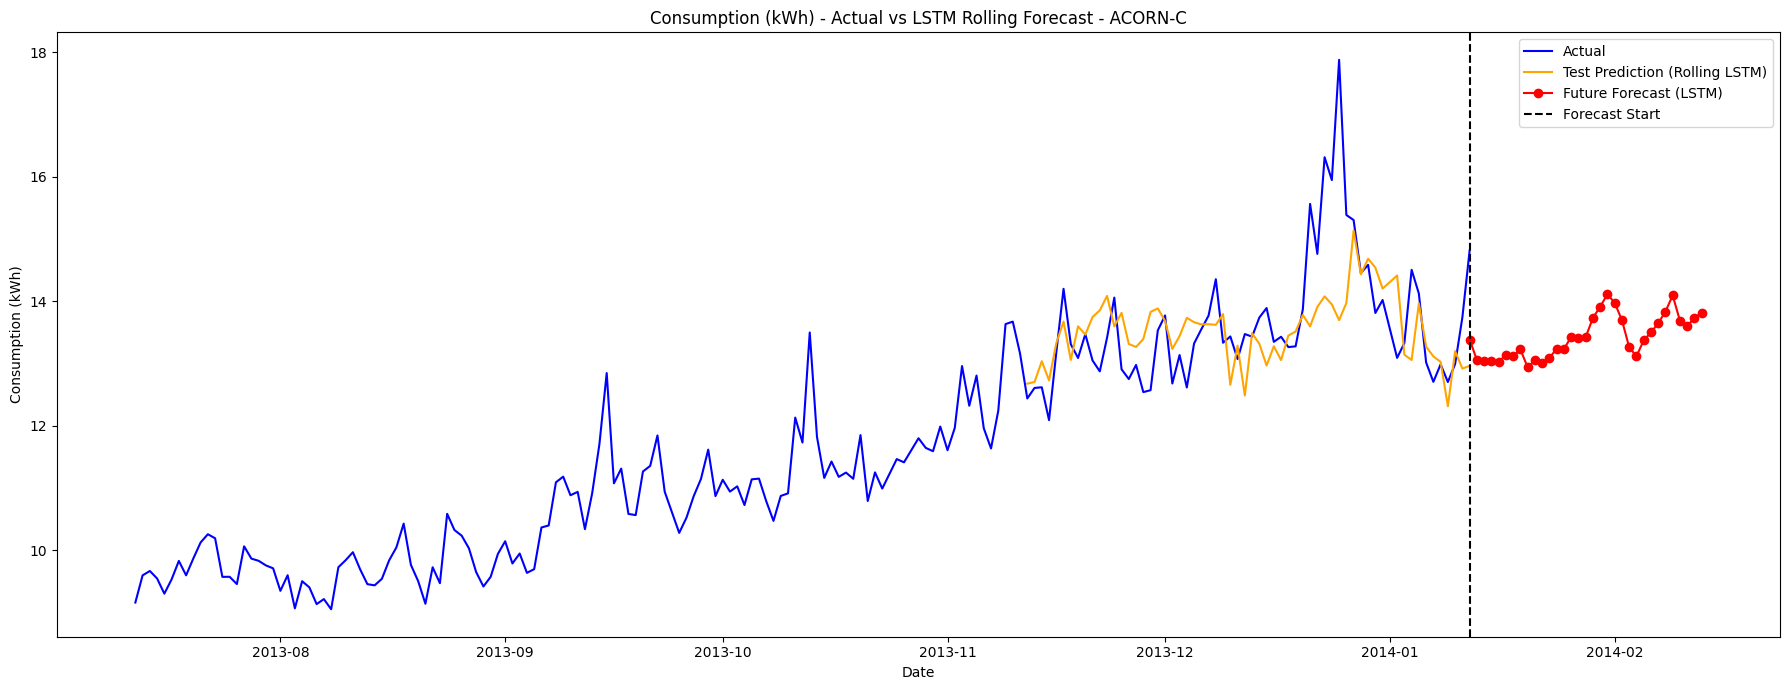 Consumption (kWh) - Actual vs LSTM Rolling Forecast - ACORN-C
Actual
Test Prediction (Rolling LSTM)
Future Forecast (LSTM)
Forecast Start
Consumption (kWh)
18
16
14
12
10
2013-08
2013-09
2013-10
2013-11
2013-12
2014-01
2014-02
Date